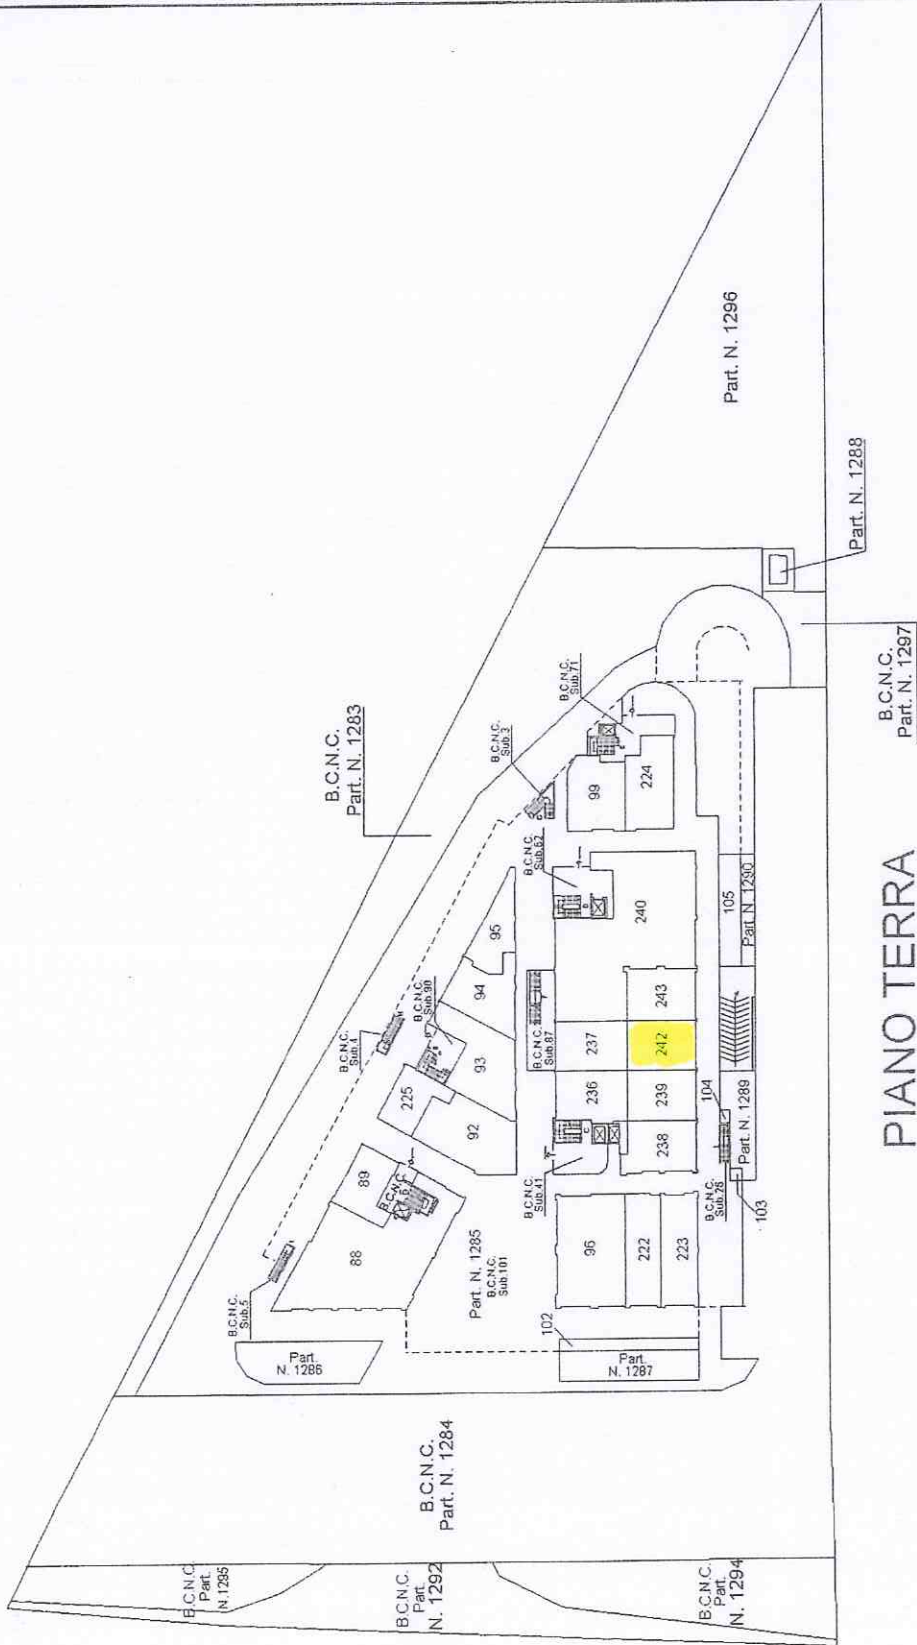 Part. N. 1296
Part. N. 1288
B.C.N.C.
Part. N. 1297
B.C.N.C.
Part. N. 1283
B.C.N.C.
Sub.71
B.C.N.C.
Sub.3
99
224
B.C.N.C.
Sub.62
240
105
Part. N. 1290
95
94
243
B.C.N.C.
Sub.90
B.C.N.C.
Sub.4
93
B.C.N.C.
Sub.87
237
242
225
92
236
239
104
Part. N. 1289
238
89
B.C.N.C.
B.C.N.C.
Sub.41
B.C.N.C.
Sub.26
103
88
Part. N. 1285
B.C.N.C.
Sub.101
96
222
223
B.C.N.C.
Sub.5
102
Part.
N. 1286
Part.
N. 1287
B.C.N.C.
Part. N. 1284
B.C.N.C.
Part.
N.1295
B.C.N.C.
Part.
N. 1292
B.C.N.C.
Part.
N. 1294
PIANO TERRA